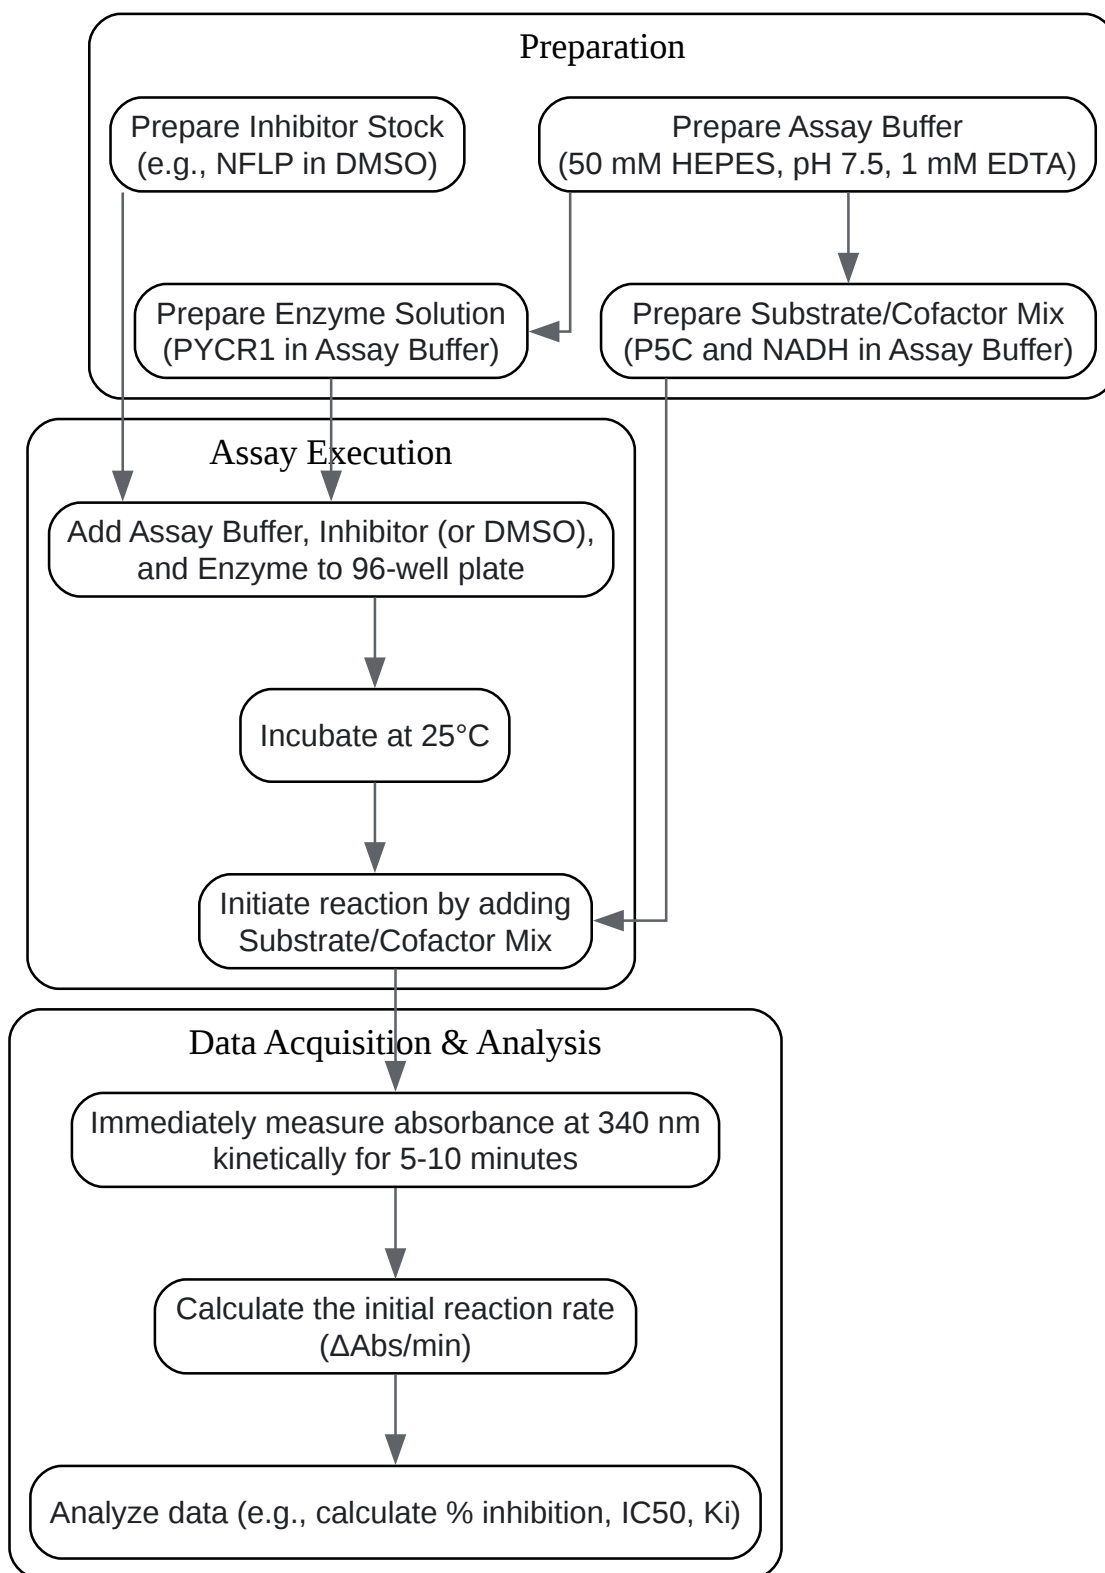 Preparation
Prepare Inhibitor Stock
(e.g., NFLP in DMSO)
Prepare Assay Buffer
(50 mM HEPES, pH 7.5, 1 mM EDTA)
Prepare Enzyme Solution
(PYCR1 in Assay Buffer)
Prepare Substrate/Cofactor Mix
(P5C and NADH in Assay Buffer)
Assay Execution
Add Assay Buffer, Inhibitor (or DMSO),
and Enzyme to 96-well plate
Incubate at 25°C
Initiate reaction by adding
Substrate/Cofactor Mix
Data Acquisition & Analysis
Immediately measure absorbance at 340 nm
kinetically for 5-10 minutes
Calculate the initial reaction rate
(ΔAbs/min)
Analyze data (e.g., calculate % inhibition, IC50, Ki)